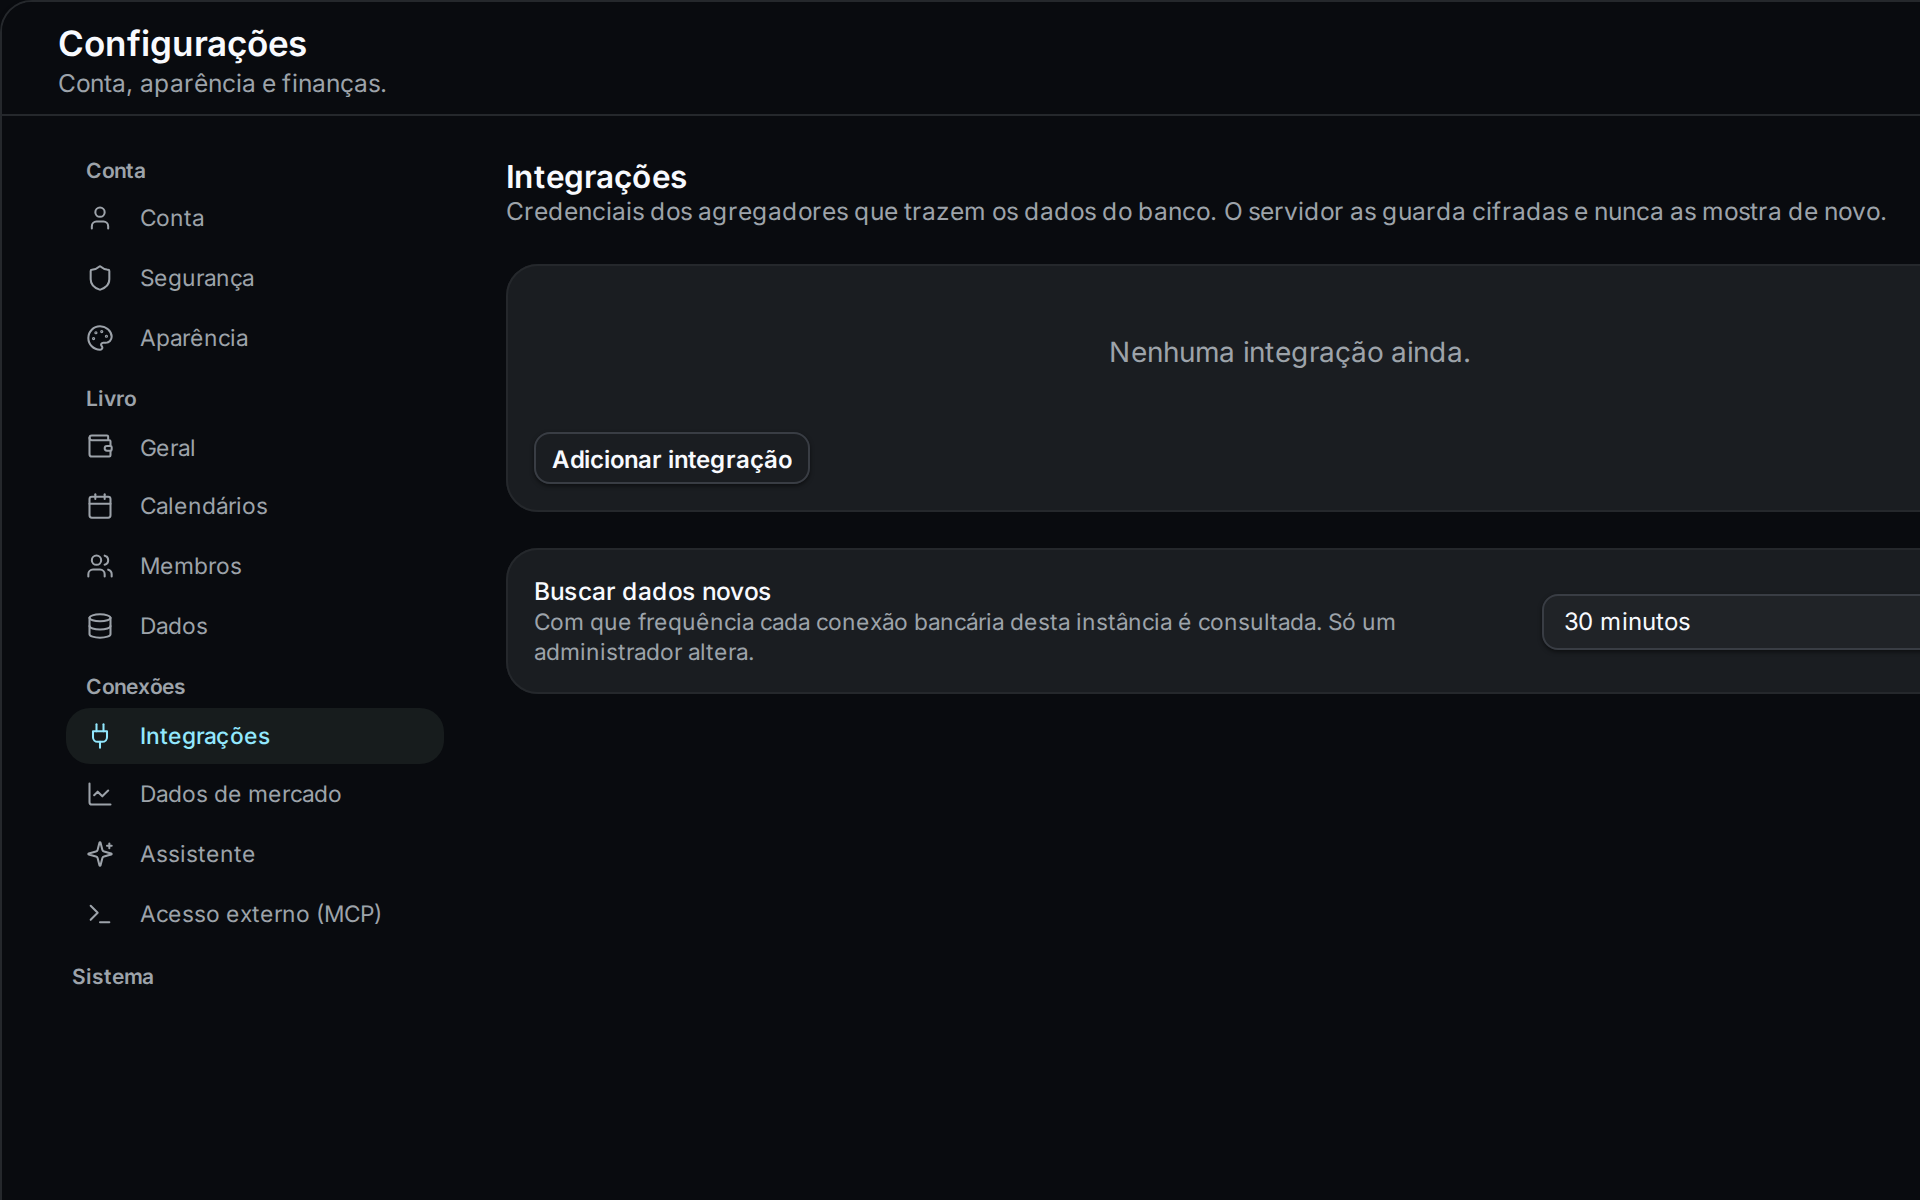 Configurações
Conta, aparência e finanças.
Conta
Conta
Segurança
Aparência
Livro
Geral
Calendários
Membros
Dados
Conexões
Integrações
Dados de mercado
Assistente
Acesso externo (MCP)
Sistema
Integrações
Credenciais dos agregadores que trazem os dados do banco. O servidor as guarda cifradas e nunca as mostra de novo.
Nenhuma integração ainda.
Adicionar integração
Buscar dados novos
Com que frequência cada conexão bancária desta instância é consultada. Só um
administrador altera.
30 minutos